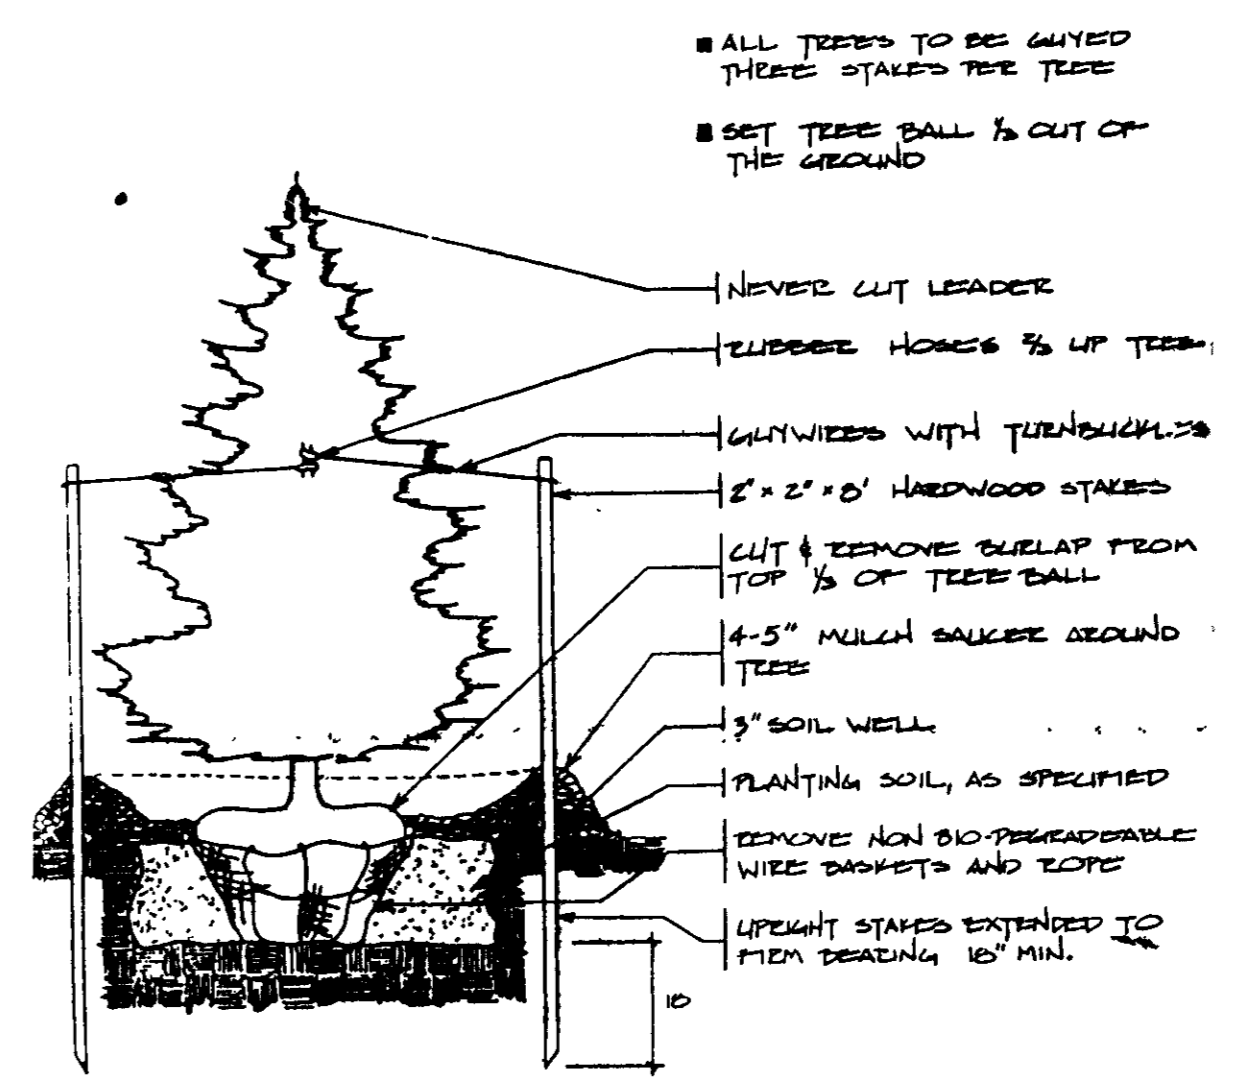 ■ ALL TREES TO BE GUYED
THREE STAKES PER TREE
■ SET TREE BALL 1/3 OUT OF
THE GROUND
NEVER CUT LEADER
RUBBER HOSES 2/3 UP TREE
GUYWIRES WITH TURNBUCKLES
2" x 2" x 8' HARDWOOD STAKES
CUT & REMOVE BURLAP FROM
TOP 1/3 OF TREE BALL
4-5" MULCH SAUCER AROUND
TREE
3" SOIL WELL
PLANTING SOIL, AS SPECIFIED
REMOVE NON BIO-DEGRADEABLE
WIRE BASKETS AND ROPE
UPRIGHT STAKES EXTENDED TO
FIRM BEARING 18" MIN.
18